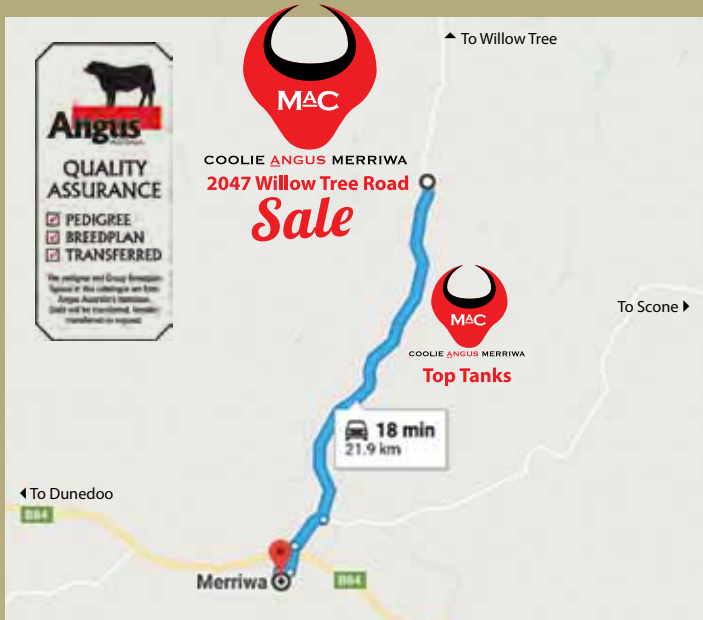 To Willow Tree
Angus
AUSTRALIA
QUALITY
ASSURANCE
PEDIGREE
BREEDPLAN
TRANSFERRED
MAC
COOLIE ANGUS MERRIWA
2047 Willow Tree Road
Sale
To Scone
MAC
COOLIE ANGUS MERRIWA
Top Tanks
18 min
21.9 km
To Dunedoo
B84
Merriwa
B84